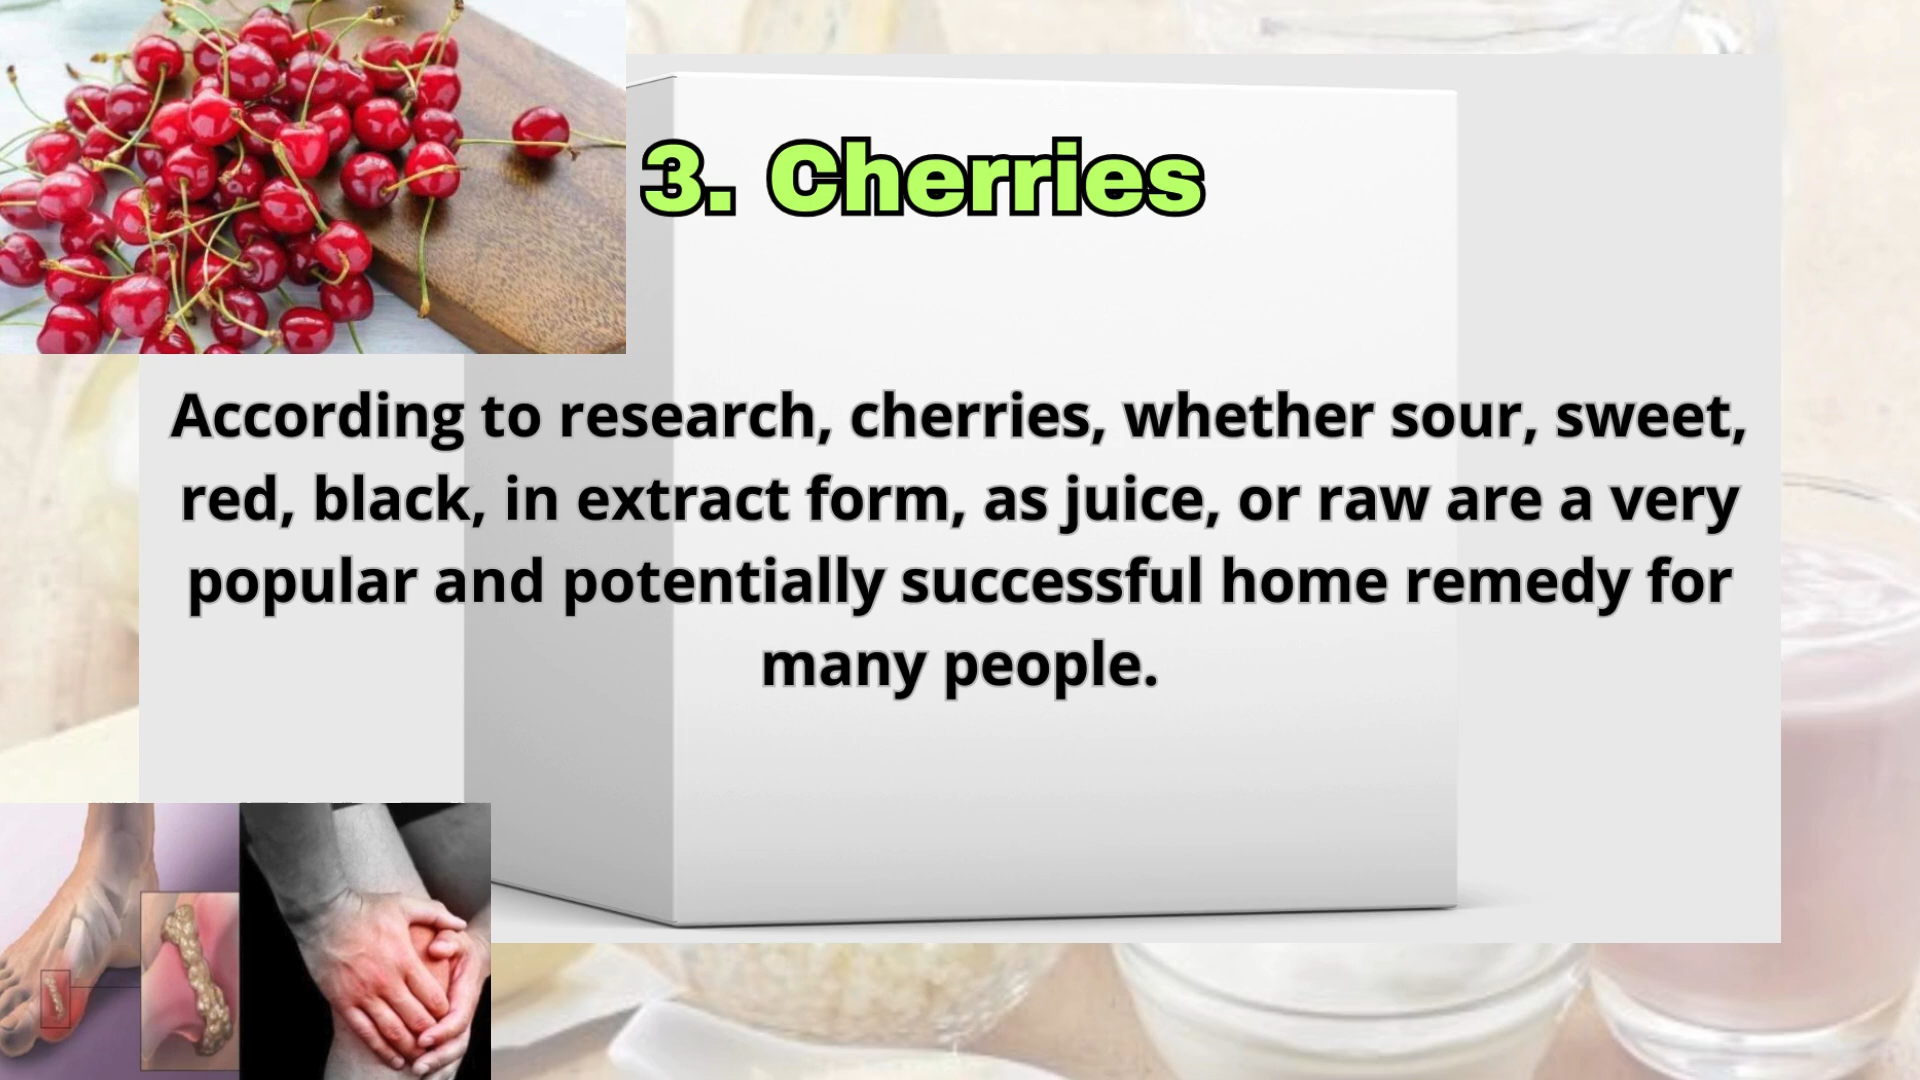 3. Cherries
According to research, cherries, whether sour, sweet,
red, black, in extract form, as juice, or raw are a very
popular and potentially successful home remedy for
many people.